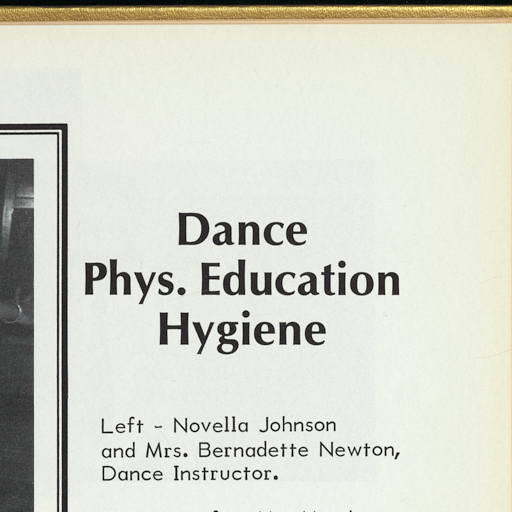 Dance
Phys. Education
Hygiene
Left - Novella Johnson
and Mrs. Bernadette Newton,
Dance Instructor.